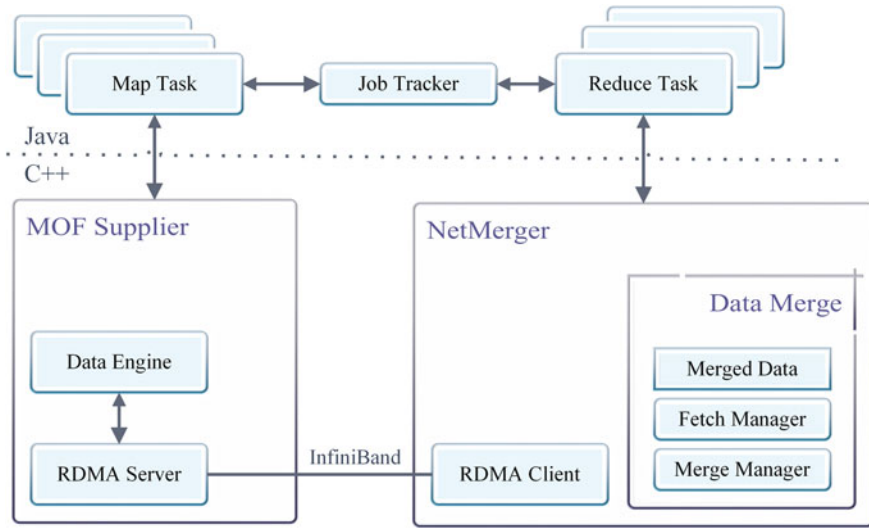 Map Task
Job Tracker
Reduce Task
Java
C++
MOF Supplier
NetMerger
Data Merge
Data Engine
Merged Data
Fetch Manager
RDMA Server
InfiniBand
RDMA Client
Merge Manager